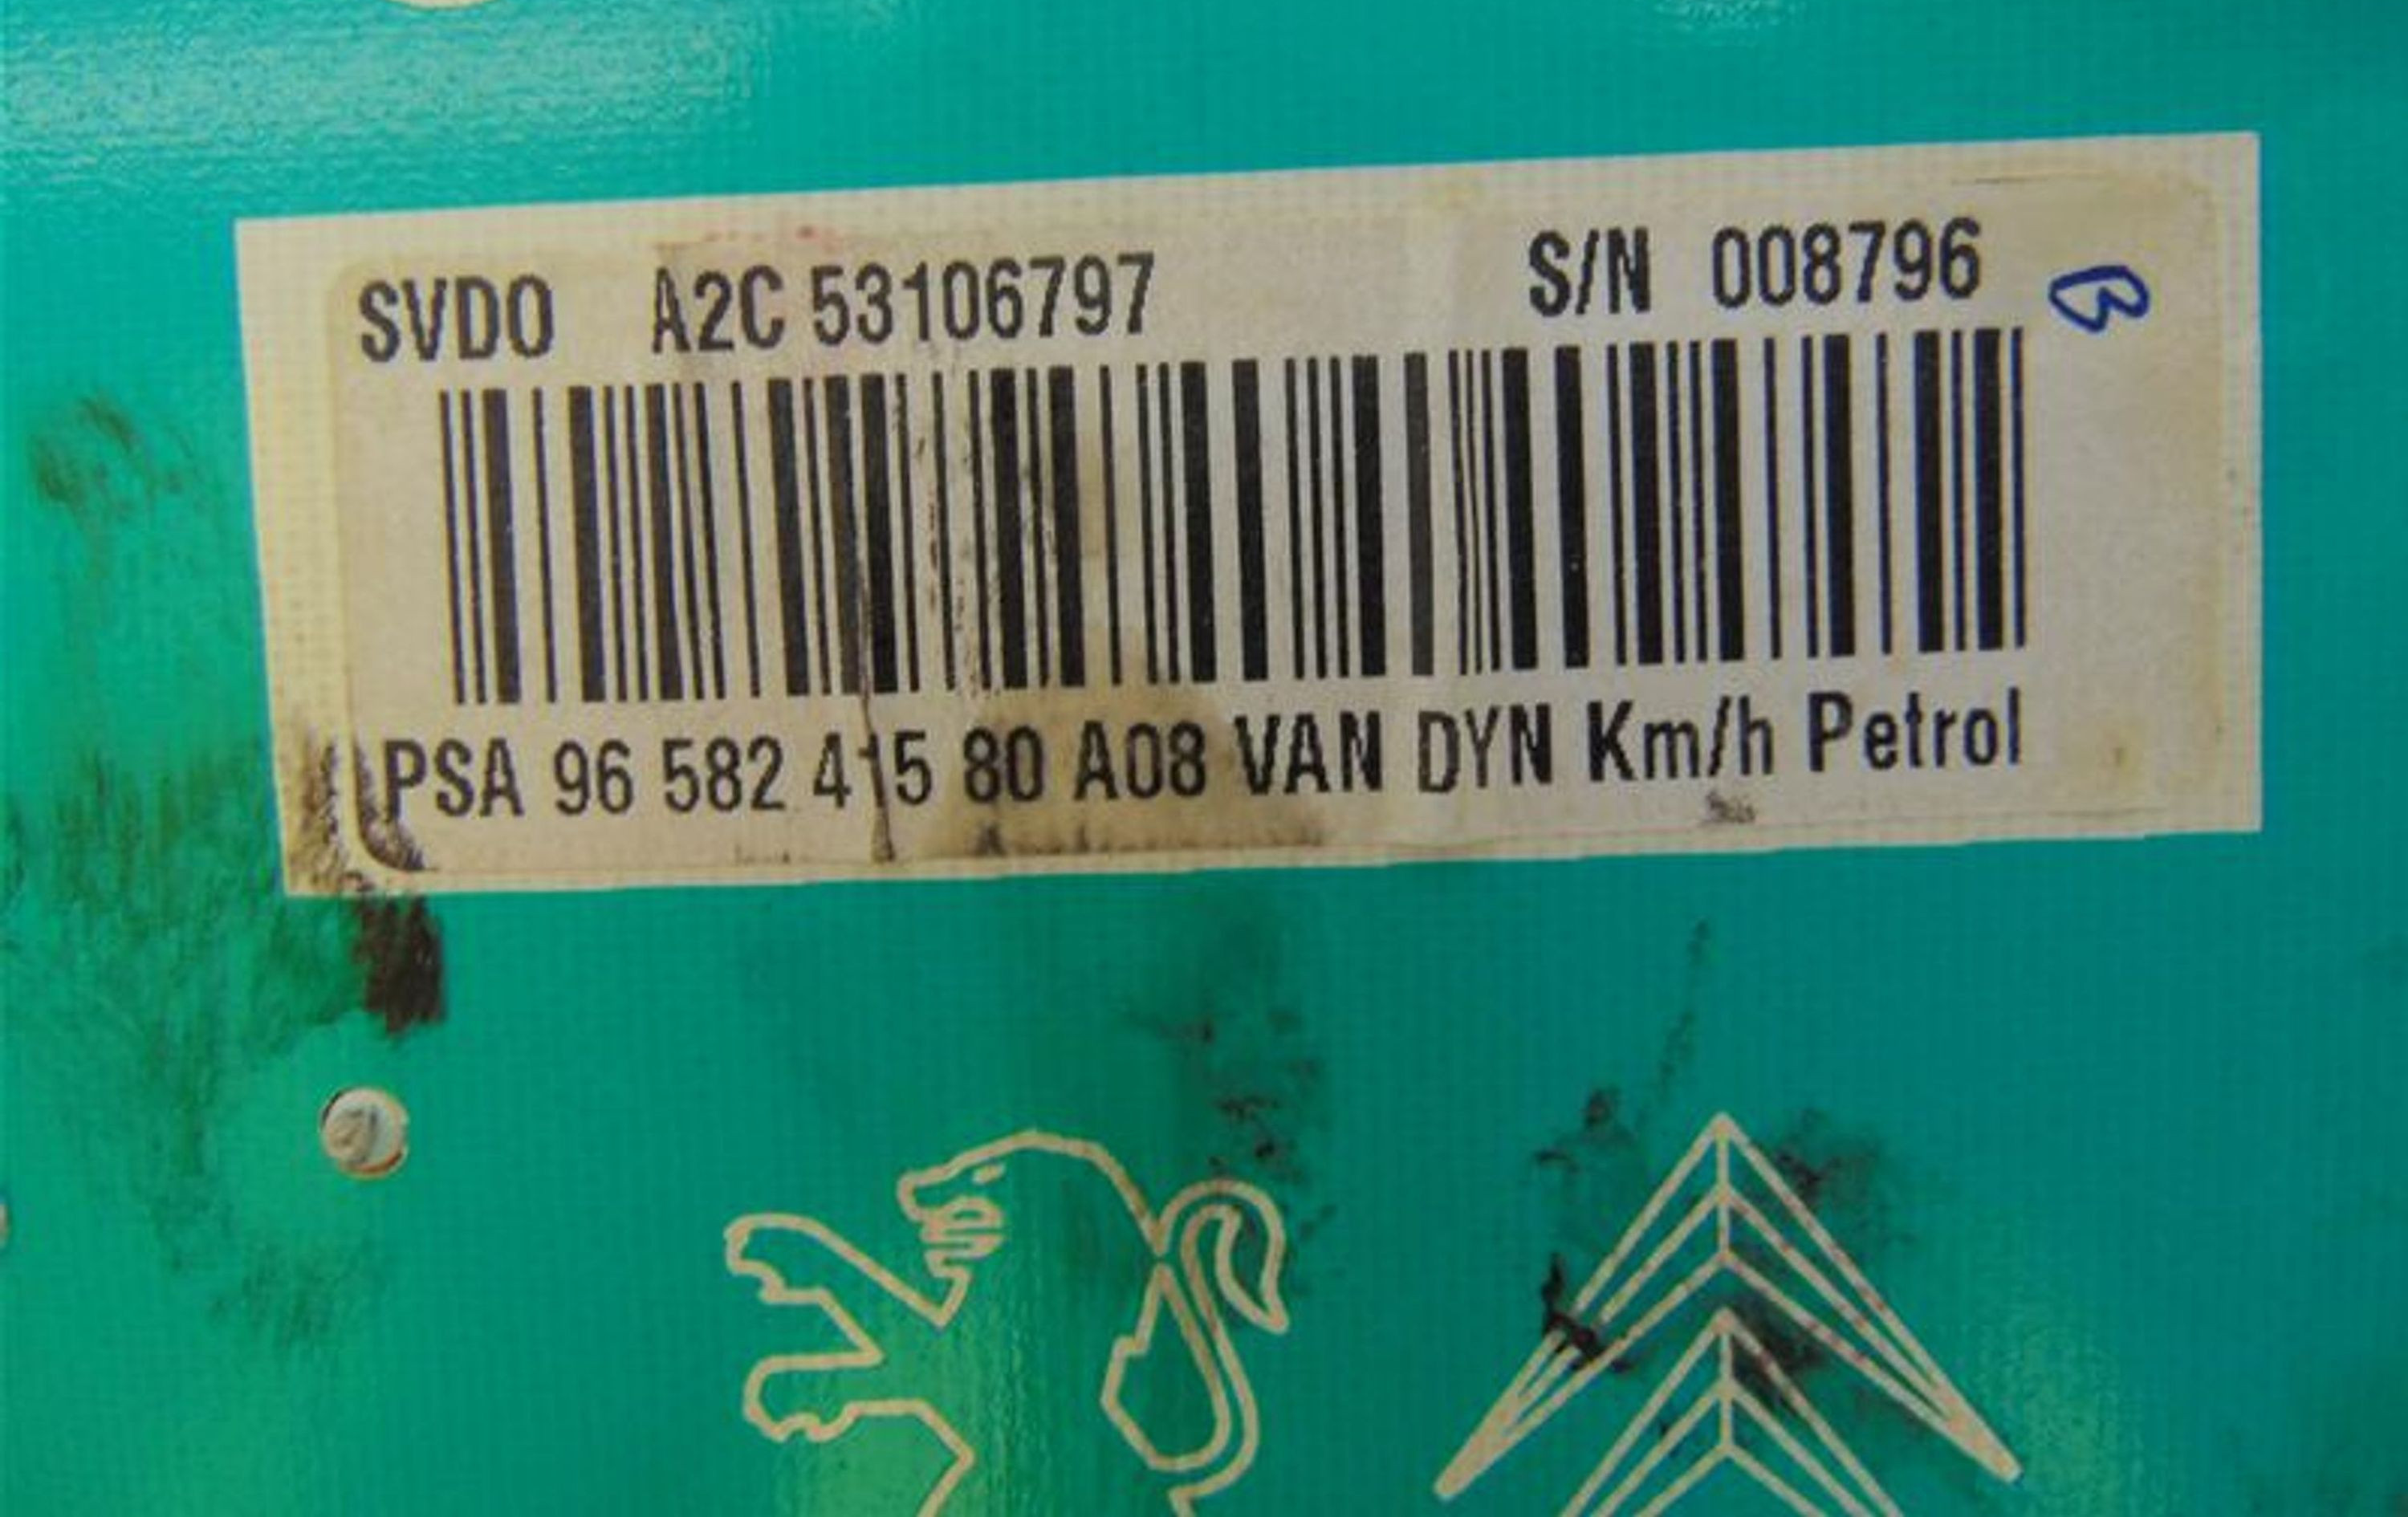 SVDO A2C 53106797 S/N 008796
PSA 96 582 415 80 A08 VAN DYN Km/h Petrol